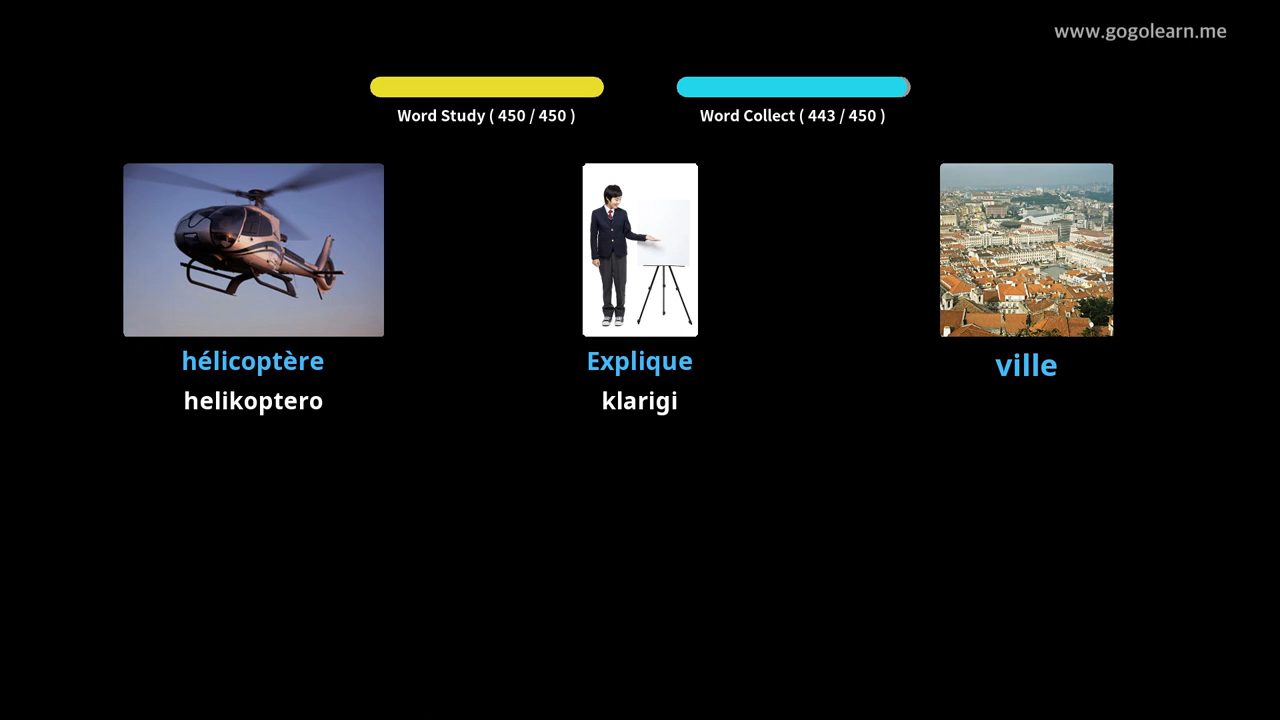 www.gogolearn.me
Word Study ( 450 / 450 )
Word Collect ( 443 / 450 )
hélicoptère
helikoptero
Explique
klarigi
ville